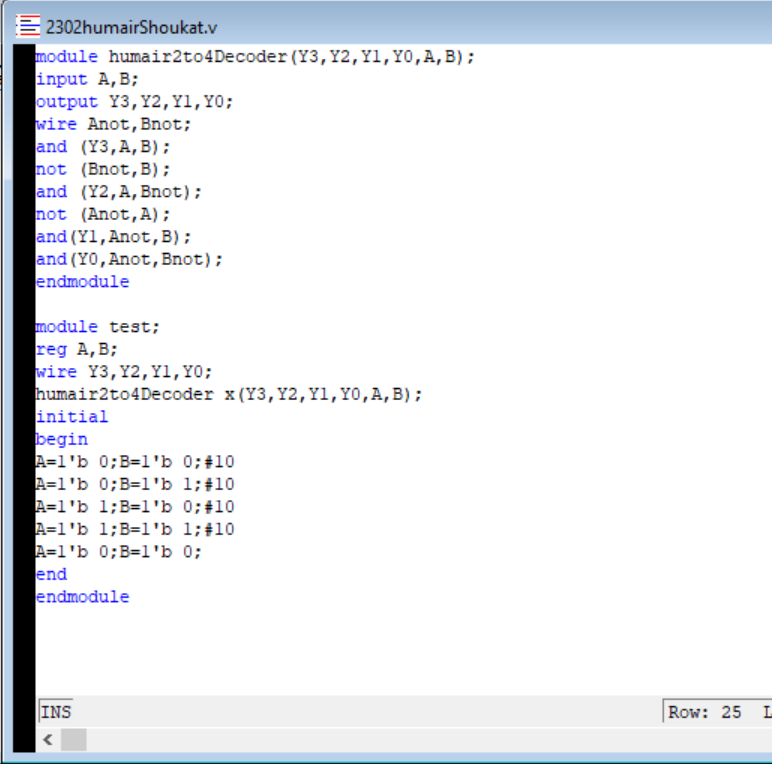 2302humairShoukat.v
module humair2to4Decoder(Y3,Y2,Y1,Y0,A,B);
input A,B;
output Y3,Y2,Y1,Y0;
wire Anot,Bnot;
and (Y3,A,B);
not (Bnot,B);
and (Y2,A,Bnot);
not (Anot,A);
and(Y1,Anot,B);
and(Y0,Anot,Bnot);
endmodule
module test;
reg A,B;
wire Y3,Y2,Y1,Y0;
humair2to4Decoder x(Y3,Y2,Y1,Y0,A,B);
initial
begin
A=1'b 0;B=1'b 0;#10
A=1'b 0;B=1'b 1;#10
A=1'b 1;B=1'b 0;#10
A=1'b 1;B=1'b 1;#10
A=1'b 0;B=1'b 0;
end
endmodule
INS Row: 25 L